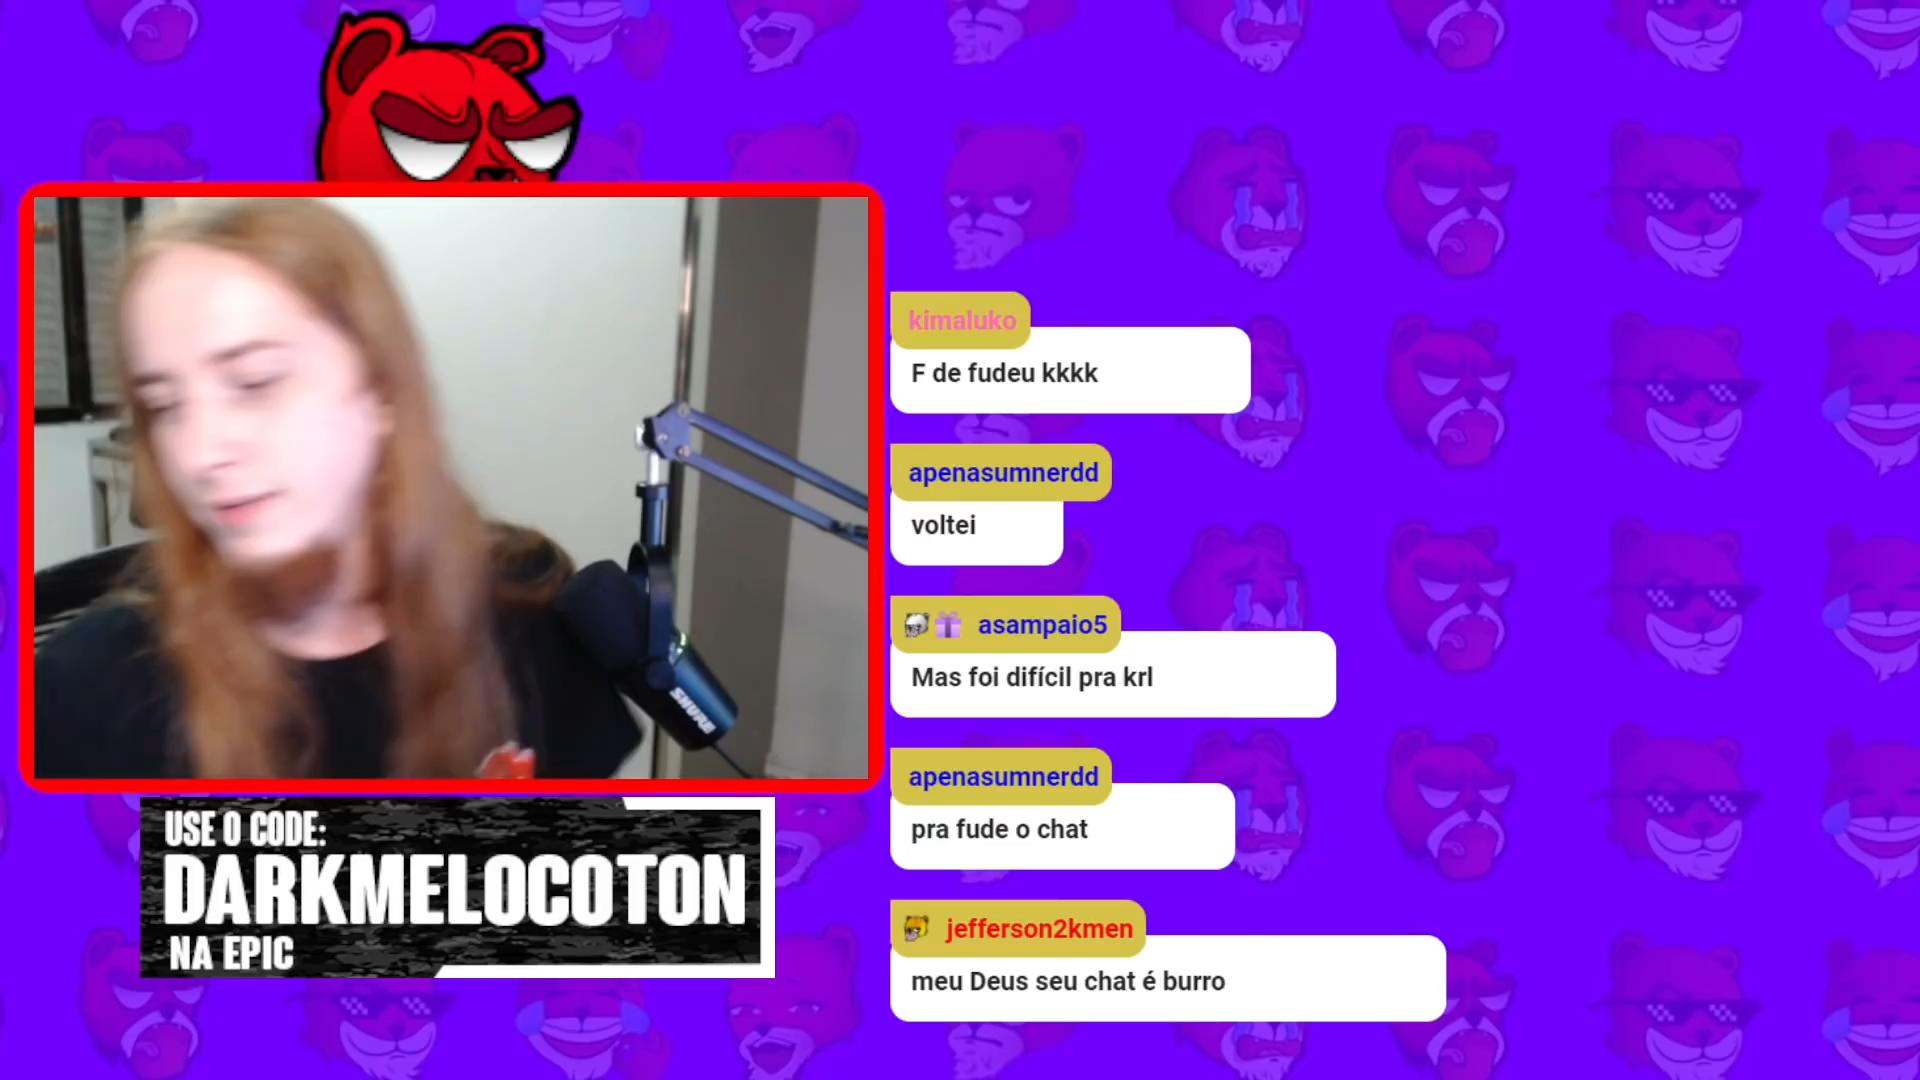 kimaluko
F de fudeu kkkk
apenasumnerdd
voltei
asampaio5
Mas foi difícil pra krl
apenasumnerdd
pra fude o chat
jefferson2kmen
meu Deus seu chat é burro
SHURE
USE O CODE:
DARKMELOCOTON
NA EPIC